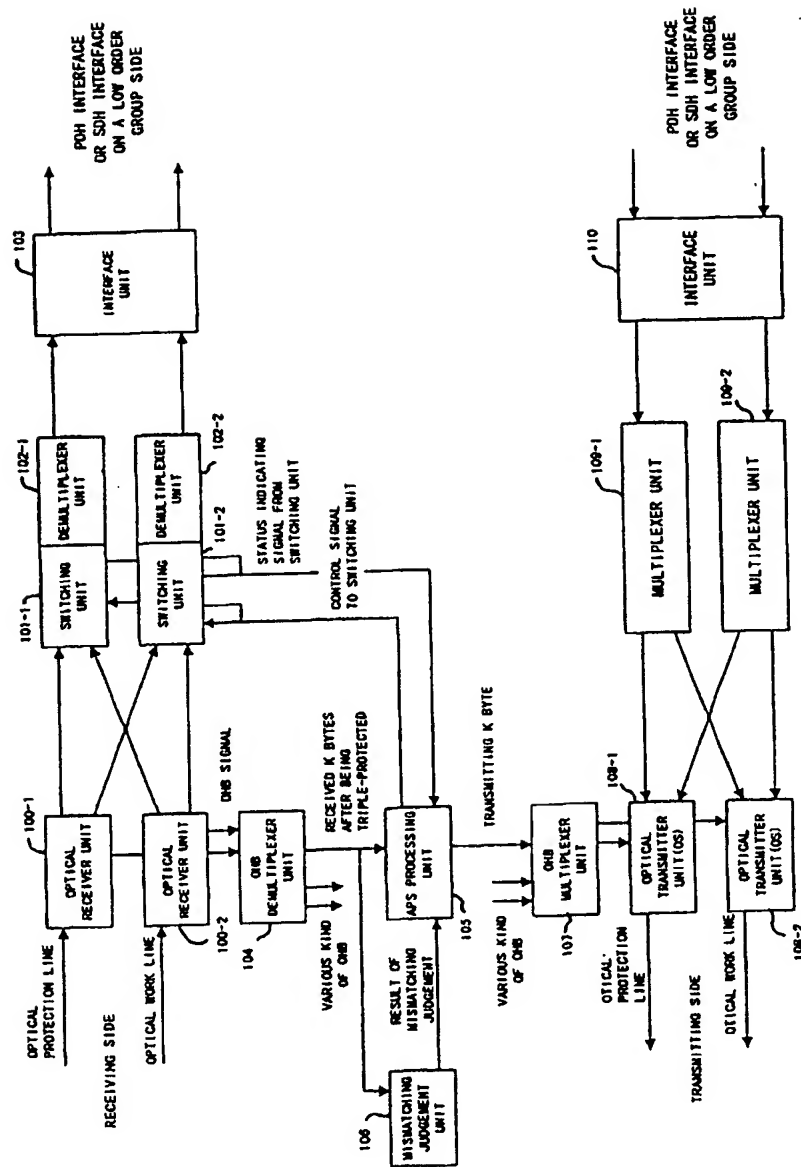 PDH INTERFACE
OR SDH INTERFACE
ON A LOW ORDER
GROUP SIDE
103
INTERFACE
UNIT
102-1
DEMULTIPLEXER
UNIT
102-2
DEMULTIPLEXER
UNIT
101-1
SWITCHING
UNIT
101-2
SWITCHING
UNIT
STATUS INDICATING
SIGNAL FROM
SWITCHING UNIT
CONTROL SIGNAL
TO SWITCHING UNIT
100-1
OPTICAL
RECEIVER UNIT
OPTICAL
RECEIVER UNIT
100-2
OPTICAL
PROTECTION LINE
RECEIVING SIDE
OPTICAL WORK LINE
OHB SIGNAL
OHB
DEMULTIPLEXER
UNIT
104
VARIOUS KIND
OF OHB
RECEIVED K BYTES
AFTER BEING
TRIPLE-PROTECTED
APS PROCESSING
UNIT
105
RESULT OF
MISMATCHING
JUDGEMENT
106
MISMATCHING
JUDGEMENT
UNIT
TRANSMITTING K BYTE
VARIOUS KIND
OF OHB
OHB
MULTIPLEXER
UNIT
107
108-1
OPTICAL
TRANSMITTER
UNIT(OS)
OPTICAL
TRANSMITTER
UNIT(OS)
108-2
OTICAL-
PROTECTION
LINE
TRANSMITTING SIDE
OTICAL WORK LINE
109-1
MULTIPLEXER UNIT
109-2
MULTIPLEXER UNIT
110
INTERFACE
UNIT
PDH INTERFACE
OR SDH INTERFACE
ON A LOW ORDER
GROUP SIDE